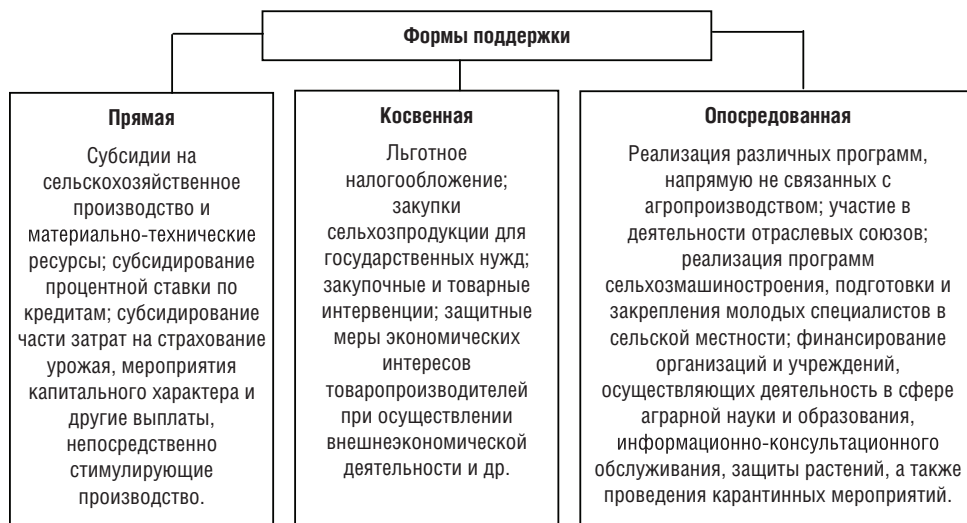 Формы поддержки
Прямая
Субсидии на
сельскохозяйственное
производство и
материально-технические
ресурсы; субсидирование
процентной ставки по
кредитам; субсидирование
части затрат на страхование
урожая, мероприятия
капитального характера и
другие выплаты,
непосредственно
стимулирующие
производство.
Косвенная
Льготное
налогообложение;
закупки
сельхозпродукции для
государственных нужд;
закупочные и товарные
интервенции; защитные
меры экономических
интересов
товаропроизводителей
при осуществлении
внешнеэкономической
деятельности и др.
Опосредованная
Реализация различных программ,
напрямую не связанных с
агропроизводством; участие в
деятельности отраслевых союзов;
реализация программ
сельхозмашиностроения, подготовки и
закрепления молодых специалистов в
сельской местности; финансирование
организаций и учреждений,
осуществляющих деятельность в сфере
аграрной науки и образования,
информационно-консультационного
обслуживания, защиты растений, а также
проведения карантинных мероприятий.